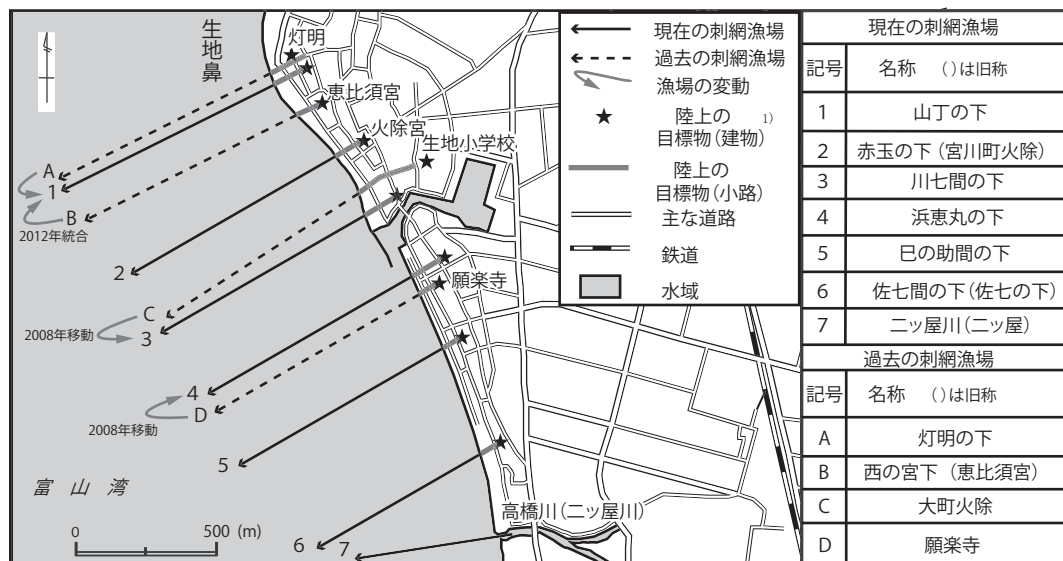 生地鼻
灯明
恵比須宮
火除宮
生地小学校
A
1
B
2012年統合
2
C
2008年移動
3
願楽寺
4
D
2008年移動
5
富山湾
0 500 (m)
6
7
高橋川(二ッ屋川)
現在の刺網漁場
過去の刺網漁場
漁場の変動
陸上の 1)
目標物(建物)
陸上の
目標物(小路)
主な道路
鉄道
水域
現在の刺網漁場
記号 名称 ()は旧称
1 山丁の下
2 赤玉の下(宮川町火除)
3 川七間の下
4 浜恵丸の下
5 巳の助間の下
6 佐七間の下(佐七の下)
7 二ッ屋川(二ッ屋)
過去の刺網漁場
記号 名称 ()は旧称
A 灯明の下
B 西の宮下 (恵比須宮)
C 大町火除
D 願楽寺